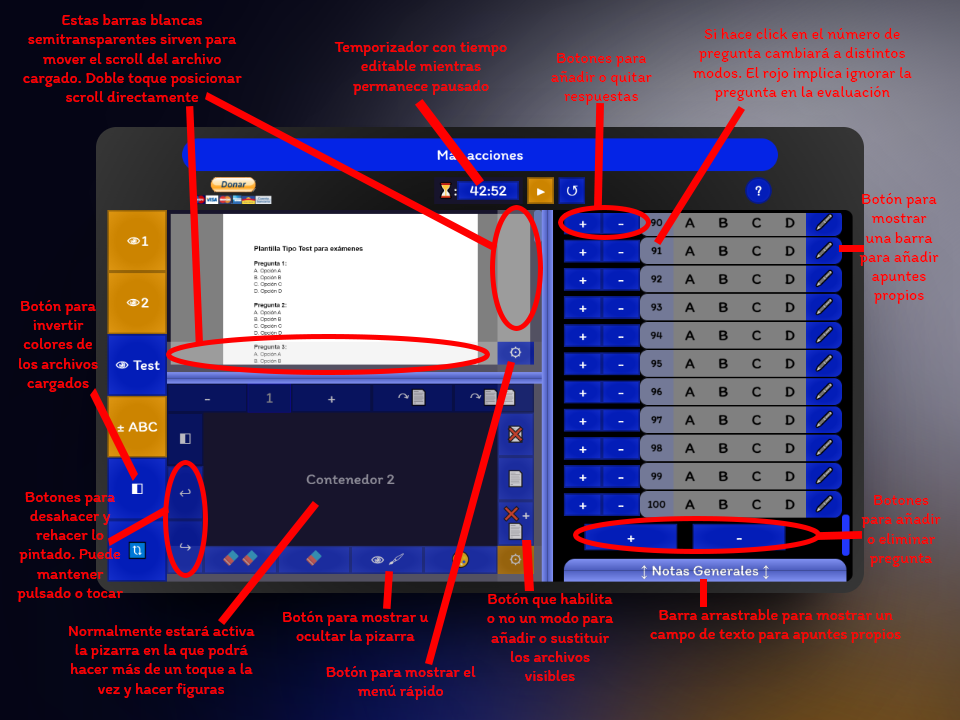 Estas barras blancas
semitransparentes sirven para
mover el scroll del archivo
cargado. Doble toque posicionar
scroll directamente
Temporizador con tiempo
editable mientras
permanece pausado
Botones para
añadir o quitar
respuestas
Si hace click en el número de
pregunta cambiará a distintos
modos. El rojo implica ignorar la
pregunta en la evaluación
Botón para
mostrar
una barra
para añadir
apuntes
propios
Botón para
invertir
colores de
los archivos
cargados
Botones para
desahacer y
rehacer lo
pintado. Puede
mantener
pulsado o tocar
Normalmente estará activa
la pizarra en la que podrá
hacer más de un toque a la
vez y hacer figuras
Botón para mostrar u
ocultar la pizarra
Botón para mostrar el
menú rápido
Botón que habilita
o no un modo para
añadir o sustituir
los archivos
visibles
Barra arrastrable para mostrar un
campo de texto para apuntes propios
Botones
para añadir
o eliminar
pregunta
acciones
Donar
VISA
: 42:52
?
1
2
Test
± ABC
Plantilla Tipo Test para exámenes
Pregunta 1:
A. Opción A
B. Opción B
C. Opción C
D. Opción D
Pregunta 2:
A. Opción A
B. Opción B
C. Opción C
D. Opción D
Pregunta 3:
A. Opción A
B. Opción B
- 1 +
Contenedor 2
+
+ - 90 A B C D
+ - 91 A B C D
+ - 92 A B C D
+ - 93 A B C D
+ - 94 A B C D
+ - 95 A B C D
+ - 96 A B C D
+ - 97 A B C D
+ - 98 A B C D
+ - 99 A B C D
+ - 100 A B C D
+ -
↕ Notas Generales ↕